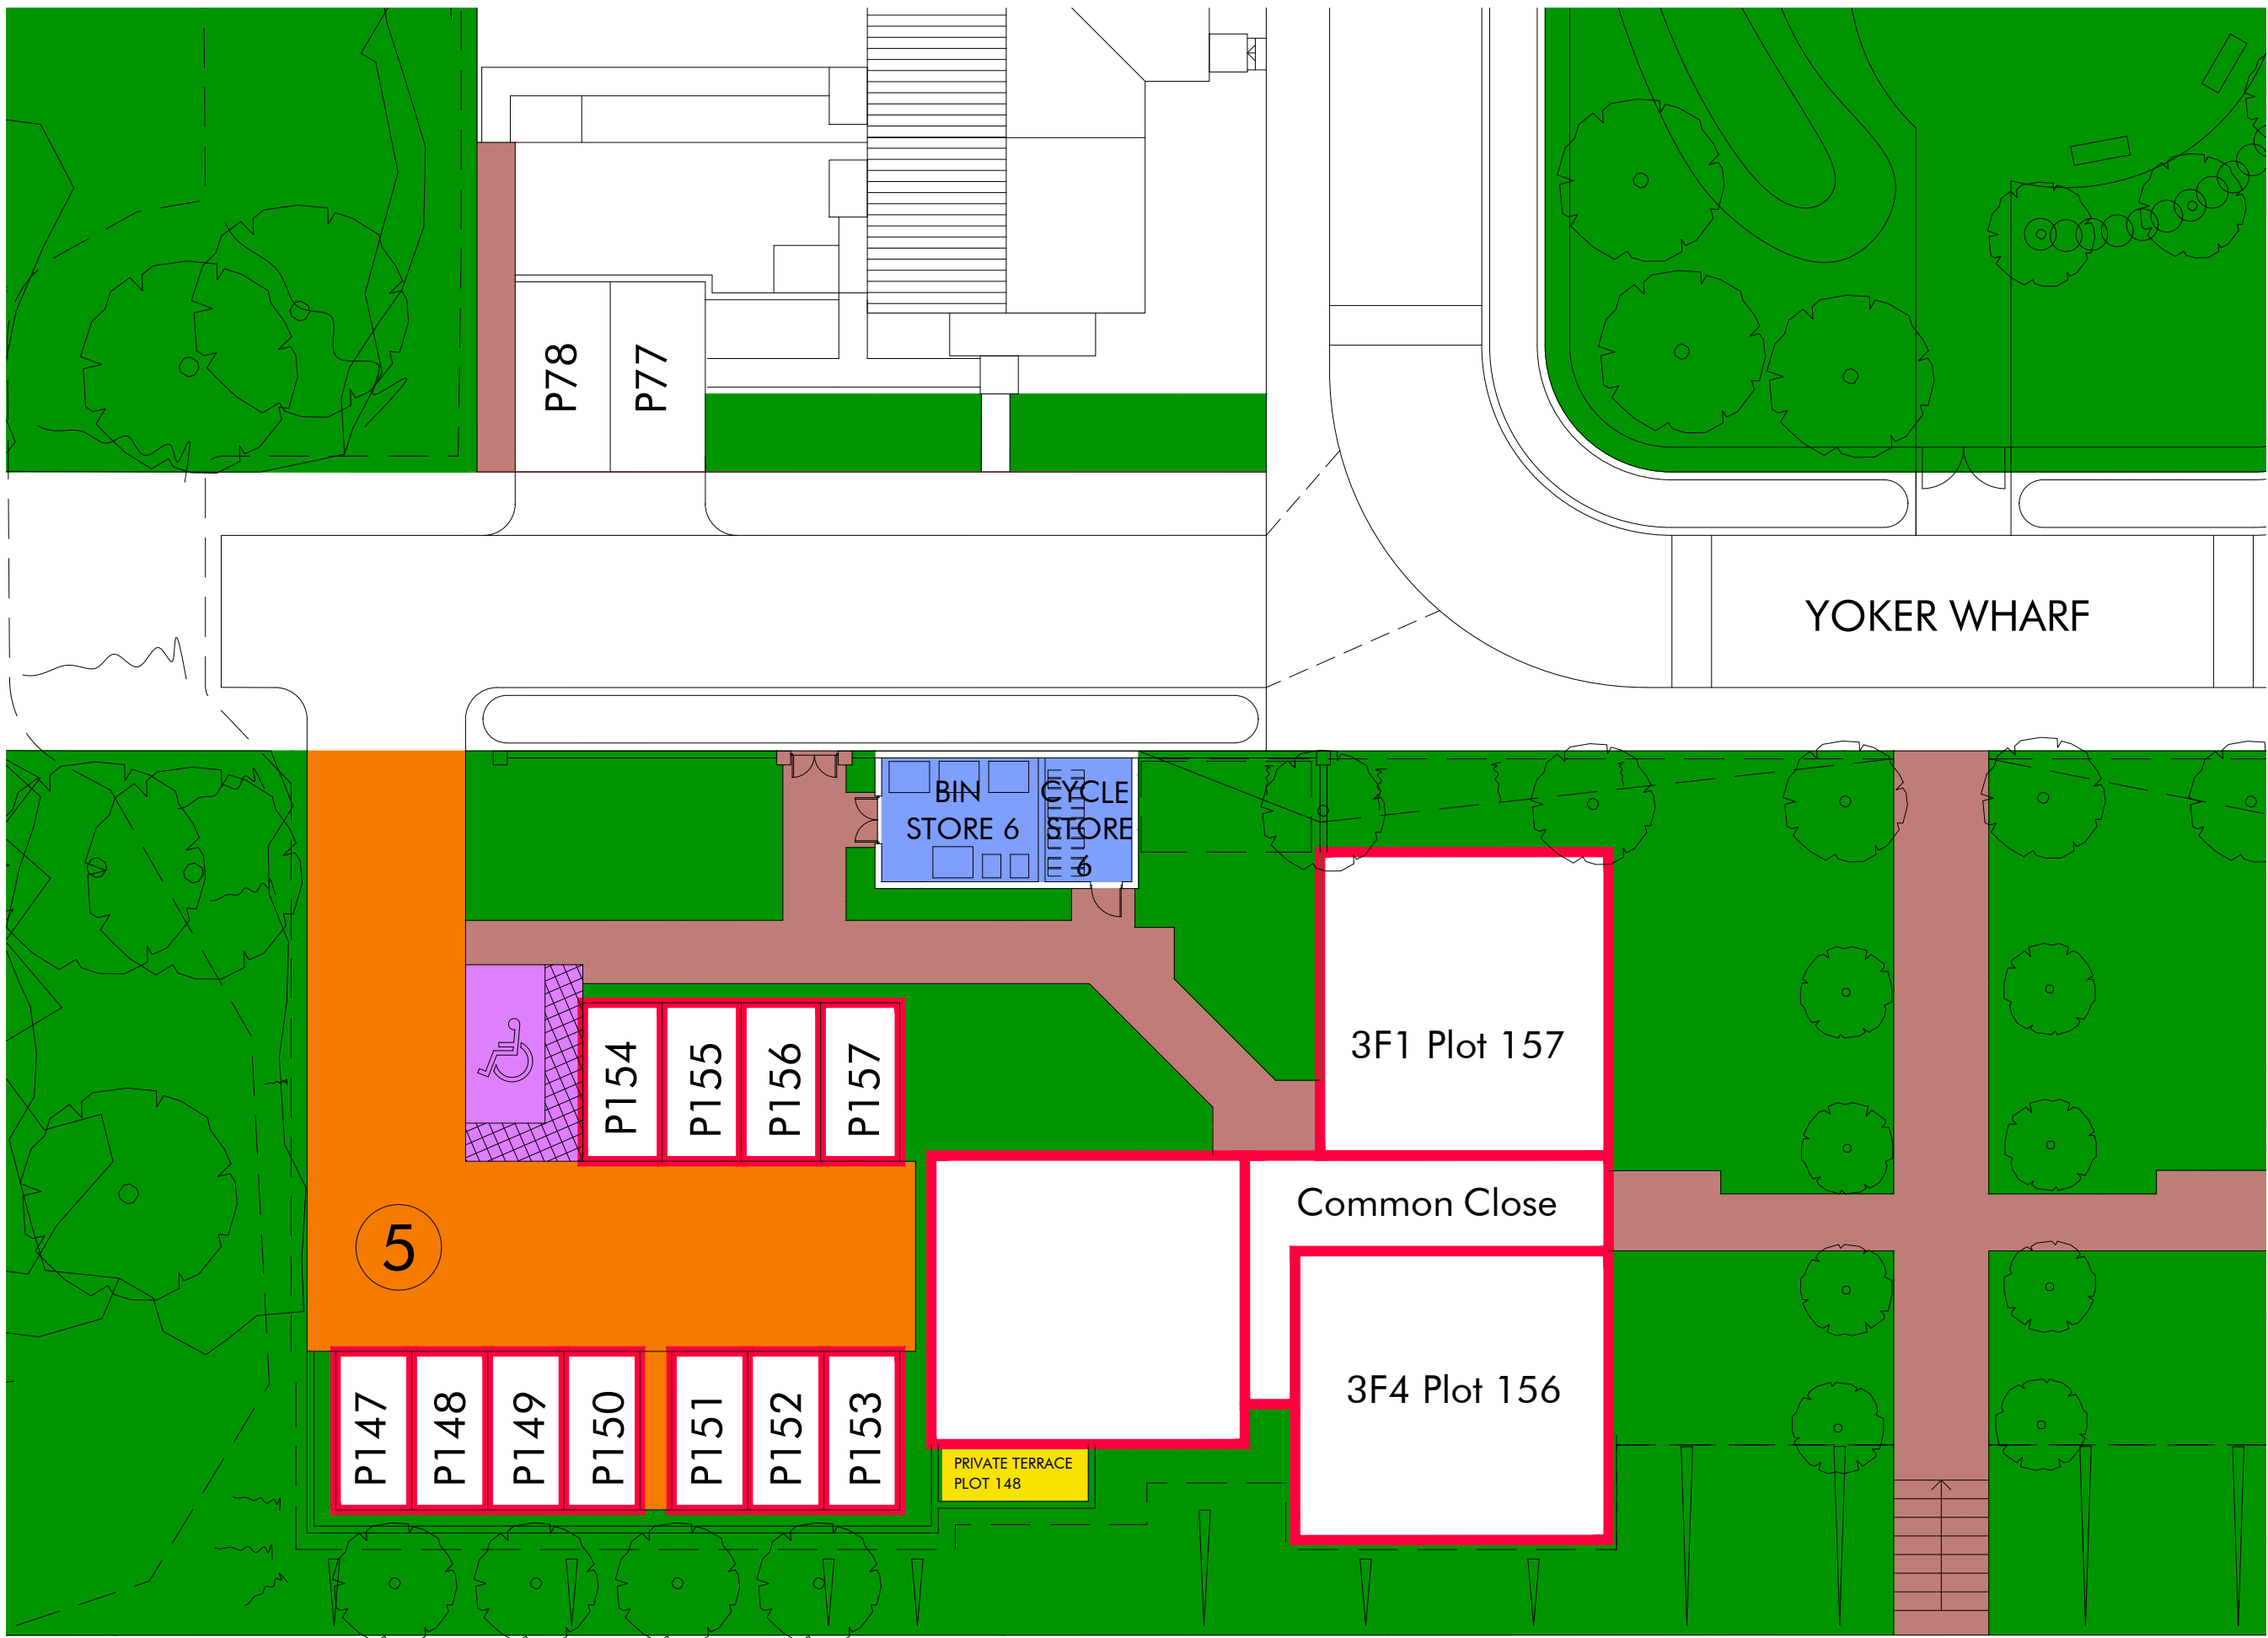 P78
P77
YOKER WHARF
BIN
STORE 6
CYCLE
STORE
6
3F1 Plot 157
P154
P155
P156
P157
Common Close
5
3F4 Plot 156
P147
P148
P149
P150
P151
P152
P153
PRIVATE TERRACE
PLOT 148